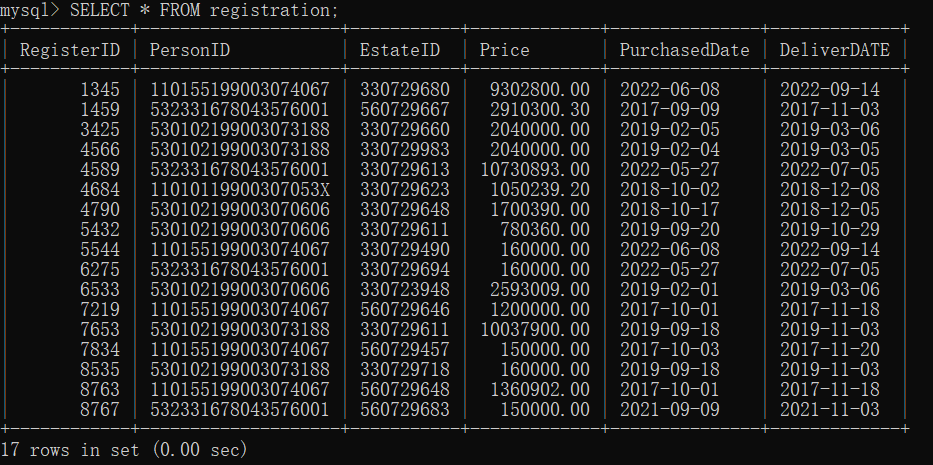 mysql> SELECT * FROM registration;
| RegisterID | PersonID | EstateID | Price | PurchasedDate | DeliverDATE |
| 1345 | 110155199003074067 | 330729680 | 9302800.00 | 2022-06-08 | 2022-09-14 |
| 1459 | 532331678043576001 | 560729667 | 2910300.30 | 2017-09-09 | 2017-11-03 |
| 3425 | 530102199003073188 | 330729660 | 2040000.00 | 2019-02-05 | 2019-03-06 |
| 4566 | 530102199003073188 | 330729983 | 2040000.00 | 2019-02-04 | 2019-03-05 |
| 4589 | 532331678043576001 | 330729613 | 10730893.00 | 2022-05-27 | 2022-07-05 |
| 4684 | 11010119900307053X | 330729623 | 1050239.20 | 2018-10-02 | 2018-12-08 |
| 4790 | 530102199003070606 | 330729648 | 1700390.00 | 2018-10-17 | 2018-12-05 |
| 5432 | 530102199003070606 | 330729611 | 780360.00 | 2019-09-20 | 2019-10-29 |
| 5544 | 110155199003074067 | 330729490 | 160000.00 | 2022-06-08 | 2022-09-14 |
| 6275 | 532331678043576001 | 330729694 | 160000.00 | 2022-05-27 | 2022-07-05 |
| 6533 | 530102199003070606 | 330723948 | 2593009.00 | 2019-02-01 | 2019-03-06 |
| 7219 | 110155199003074067 | 560729646 | 1200000.00 | 2017-10-01 | 2017-11-18 |
| 7653 | 530102199003073188 | 330729611 | 10037900.00 | 2019-09-18 | 2019-11-03 |
| 7834 | 110155199003074067 | 560729457 | 150000.00 | 2017-10-03 | 2017-11-20 |
| 8535 | 530102199003073188 | 330729718 | 160000.00 | 2019-09-18 | 2019-11-03 |
| 8763 | 110155199003074067 | 560729648 | 1360902.00 | 2017-10-01 | 2017-11-18 |
| 8767 | 532331678043576001 | 560729683 | 150000.00 | 2021-09-09 | 2021-11-03 |
17 rows in set (0.00 sec)